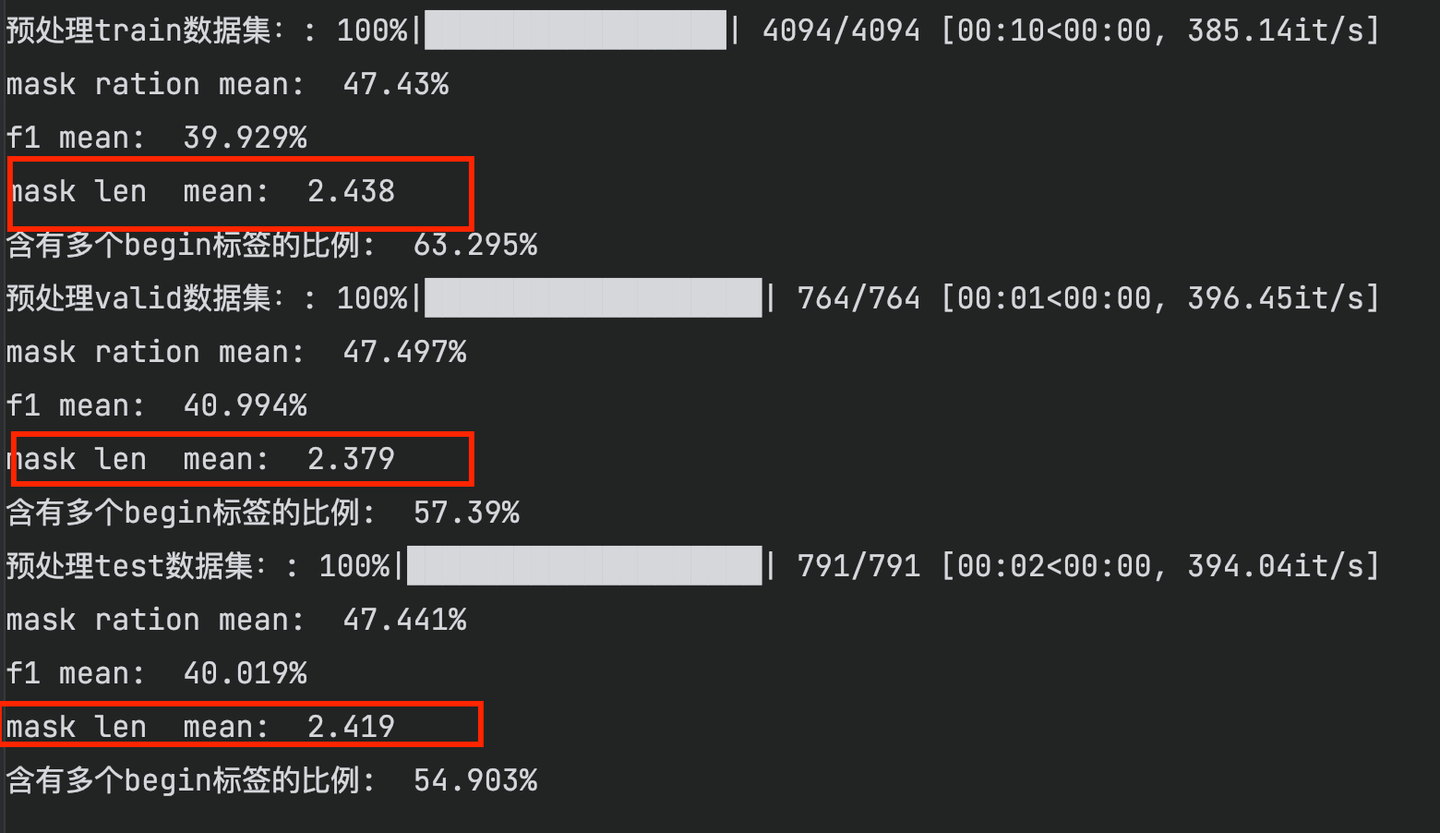 预处理train数据集：: 100%|██████████| 4094/4094 [00:10<00:00, 385.14it/s]
mask ration mean:  47.43%
f1 mean:  39.929%
mask len  mean:  2.438
含有多个begin标签的比例:  63.295%
预处理valid数据集：: 100%|██████████| 764/764 [00:01<00:00, 396.45it/s]
mask ration mean:  47.497%
f1 mean:  40.994%
mask len  mean:  2.379
含有多个begin标签的比例:  57.39%
预处理test数据集：: 100%|██████████| 791/791 [00:02<00:00, 394.04it/s]
mask ration mean:  47.441%
f1 mean:  40.019%
mask len  mean:  2.419
含有多个begin标签的比例:  54.903%